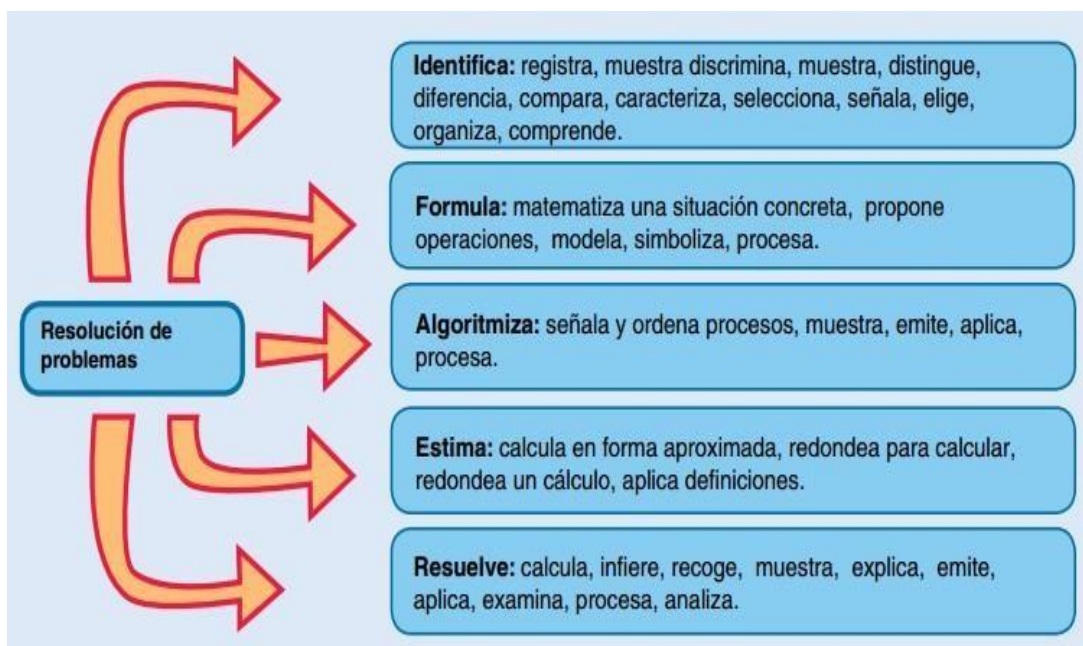 Identifica: registra, muestra discrimina, muestra, distingue,
diferencia, compara, caracteriza, selecciona, señala, elige,
organiza, comprende.
Formula: matematiza una situación concreta, propone
operaciones, modela, simboliza, procesa.
Resolución de
problemas
Algoritmiza: señala y ordena procesos, muestra, emite, aplica,
procesa.
Estima: calcula en forma aproximada, redondea para calcular,
redondea un cálculo, aplica definiciones.
Resuelve: calcula, infiere, recoge, muestra, explica, emite,
aplica, examina, procesa, analiza.